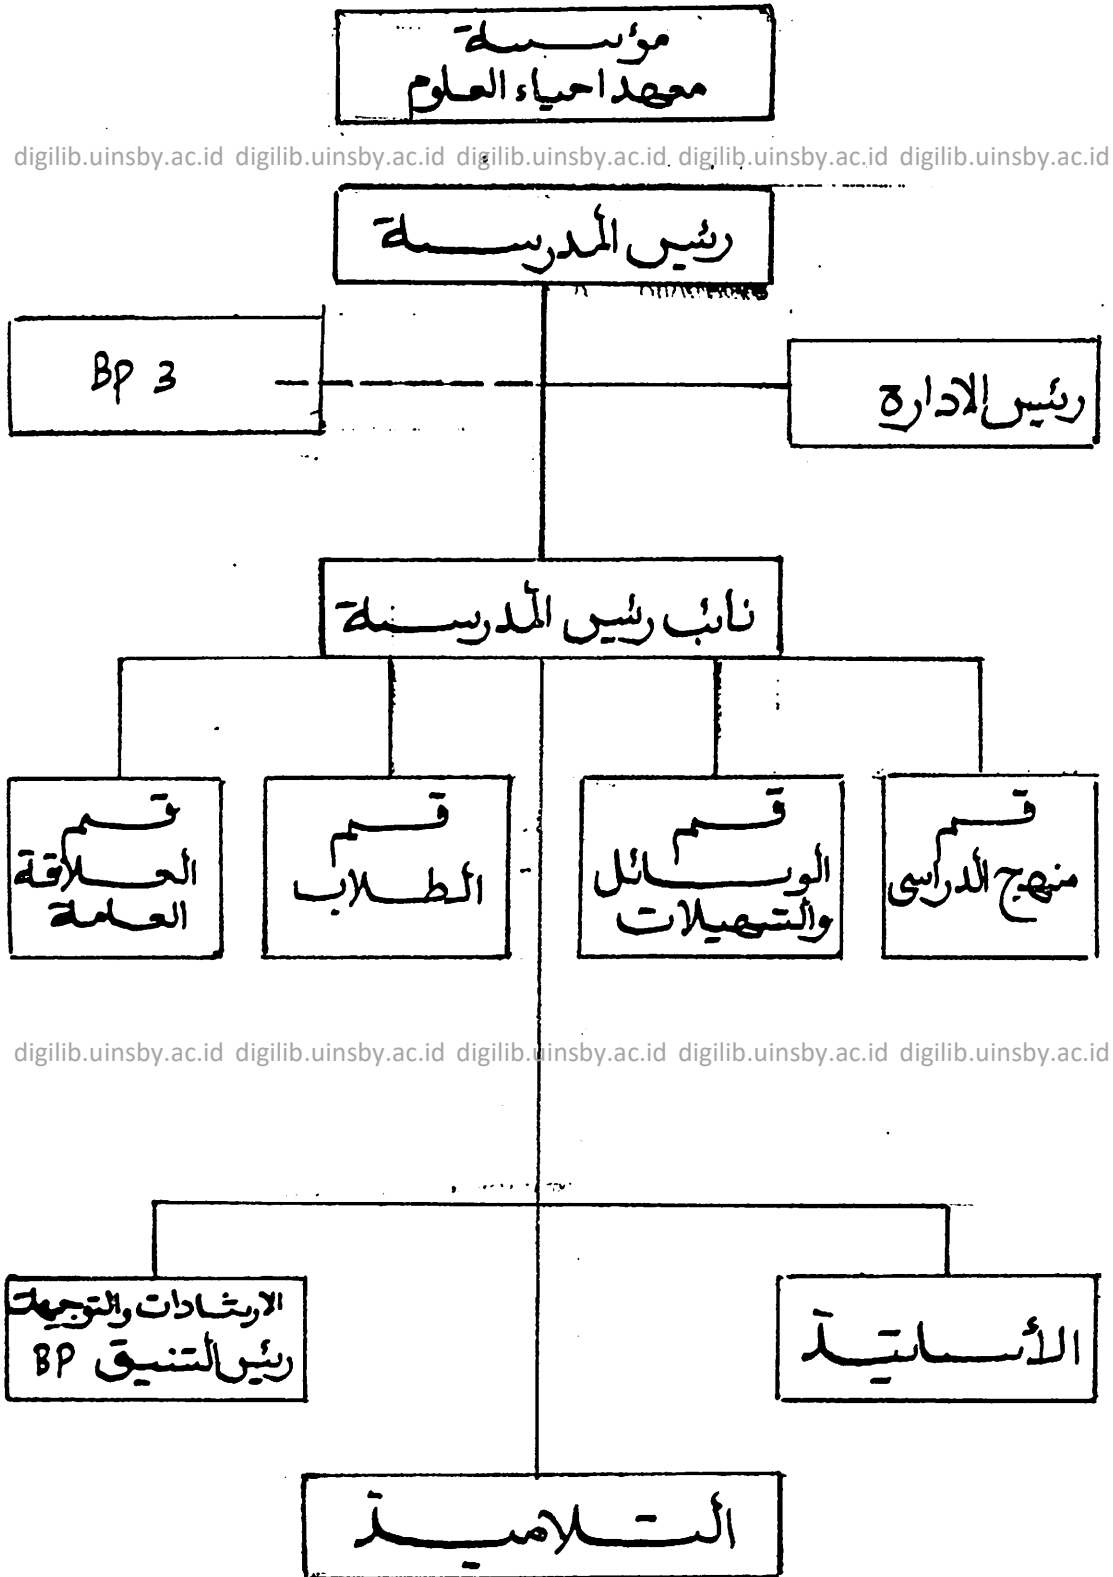 مؤسسة
معهد احياء العلوم
digilib.uinsby.ac.id digilib.uinsby.ac.id digilib.uinsby.ac.id digilib.uinsby.ac.id digilib.uinsby.ac.id
رئيس المدرسة
BP 3
رئيس الادارة
نائب رئيس المدرسة
قسم
منهج الدراسى
قسم
الوسائل
والتسهيلات
قسم
الطلاب
قسم
العلاقة
العامة
digilib.uinsby.ac.id digilib.uinsby.ac.id digilib.uinsby.ac.id digilib.uinsby.ac.id digilib.uinsby.ac.id
الأساتيذ
الارشادات والتوجيهات
رئيس التنسيق BP
التلاميذ